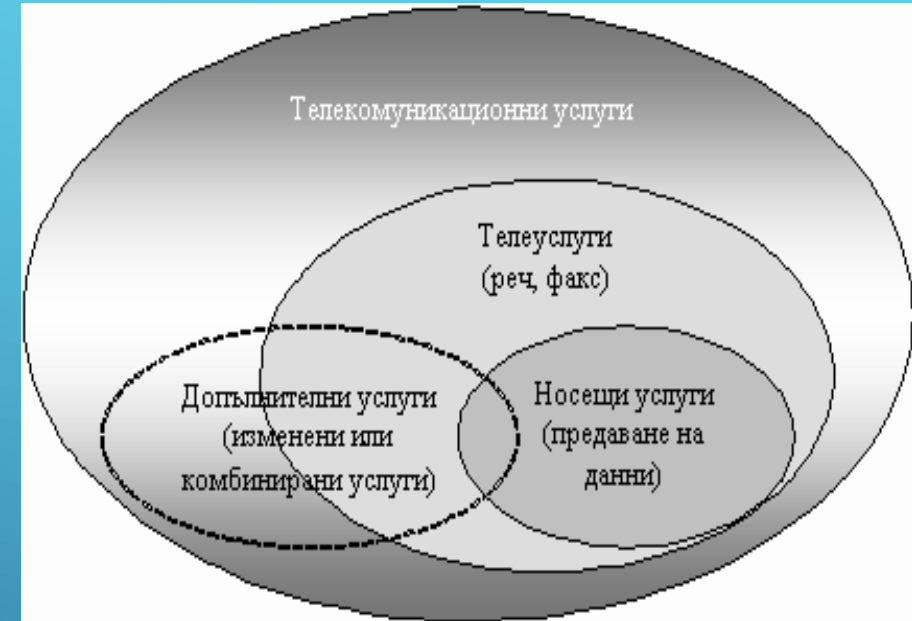 Телекомуникационни услуги
Телеуслуги
(реч, факс)
Допълнителни услуги
(изменени или
комбинирани услуги)
Носещи услуги
(предаване на
данни)